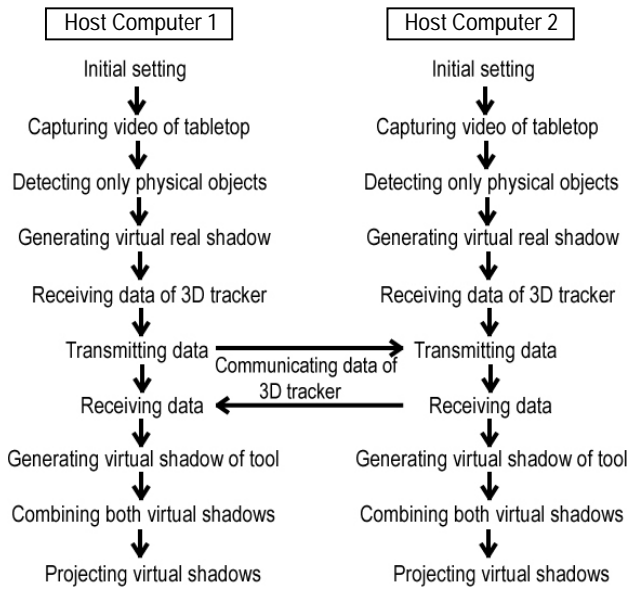 Host Computer 1
Host Computer 2
Initial setting
Initial setting
Capturing video of tabletop
Capturing video of tabletop
Detecting only physical objects
Detecting only physical objects
Generating virtual real shadow
Generating virtual real shadow
Receiving data of 3D tracker
Receiving data of 3D tracker
Transmitting data
Transmitting data
Communicating data of
3D tracker
Receiving data
Receiving data
Generating virtual shadow of tool
Generating virtual shadow of tool
Combining both virtual shadows
Combining both virtual shadows
Projecting virtual shadows
Projecting virtual shadows